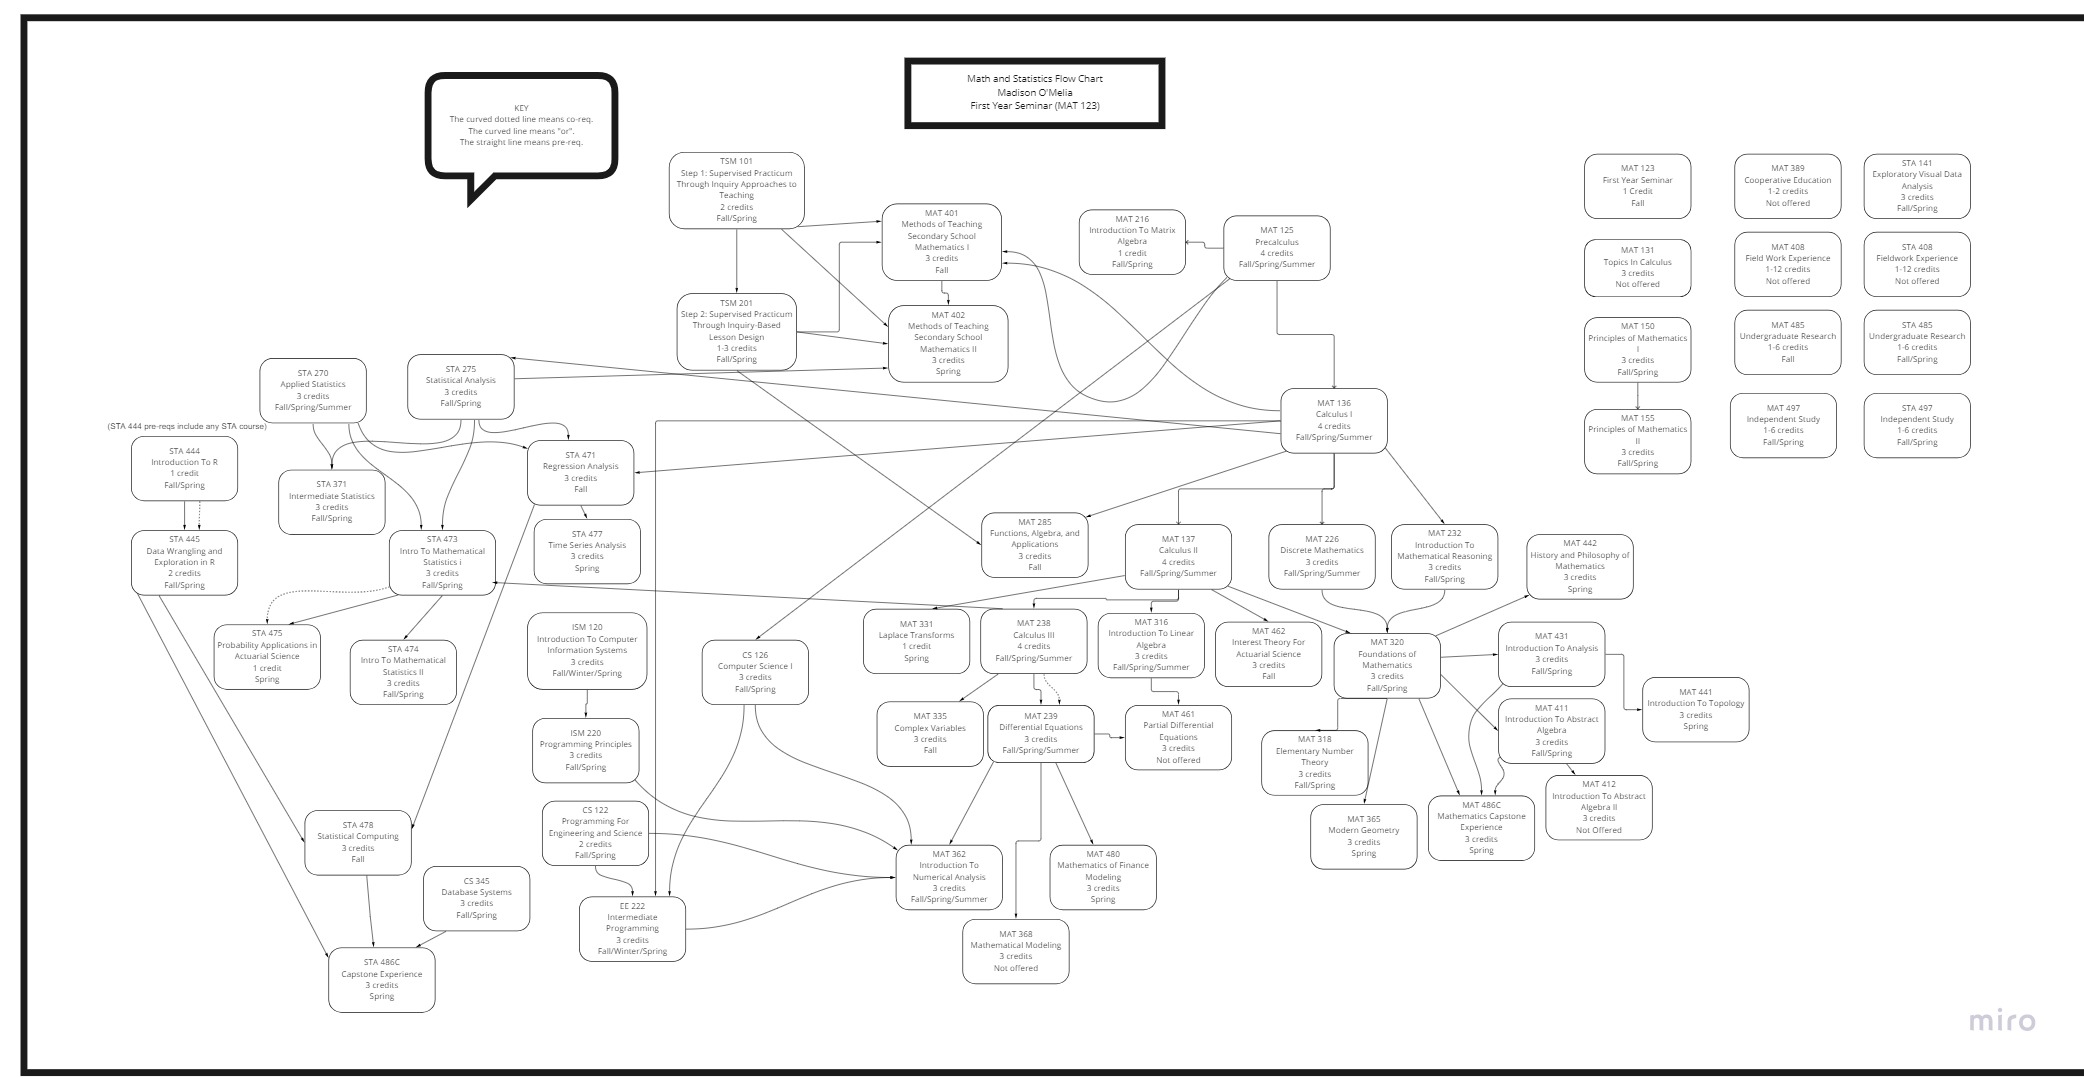 Math and Statistics Flow Chart
Madison O'Melia
First Year Seminar (MAT 123)
KEY
The curved dotted line means co-req.
The curved line means "or".
The straight line means pre-req.
TSM 101
Step 1: Supervised Practicum
Through Inquiry Approaches to
Teaching
2 credits
Fall/Spring
MAT 401
Methods of Teaching
Secondary School
Mathematics I
3 credits
Fall
MAT 216
Introduction To Matrix
Algebra
1 credit
Fall/Spring
MAT 125
Precalculus
4 credits
Fall/Spring/Summer
MAT 123
First Year Seminar
1 Credit
Fall
MAT 389
Cooperative Education
1-2 credits
Not offered
STA 141
Exploratory Visual Data
Analysis
3 credits
Fall/Spring
MAT 131
Topics In Calculus
3 credits
Not offered
MAT 408
Field Work Experience
1-12 credits
Not offered
STA 408
Fieldwork Experience
1-12 credits
Not offered
TSM 201
Step 2: Supervised Practicum
Through Inquiry-Based
Lesson Design
1-3 credits
Fall/Spring
MAT 402
Methods of Teaching
Secondary School
Mathematics II
3 credits
Spring
MAT 150
Principles of Mathematics
I
3 credits
Fall/Spring
MAT 485
Undergraduate Research
1-6 credits
Fall
STA 485
Undergraduate Research
1-6 credits
Fall/Spring
STA 270
Applied Statistics
3 credits
Fall/Spring/Summer
STA 275
Statistical Analysis
3 credits
Fall/Spring
MAT 136
Calculus I
4 credits
Fall/Spring/Summer
MAT 155
Principles of Mathematics
II
3 credits
Fall/Spring
MAT 497
Independent Study
1-6 credits
Fall/Spring
STA 497
Independent Study
1-6 credits
Fall/Spring
(STA 444 pre-reqs include any STA course)
STA 444
Introduction To R
1 credit
Fall/Spring
STA 371
Intermediate Statistics
3 credits
Fall/Spring
STA 471
Regression Analysis
3 credits
Fall
STA 445
Data Wrangling and
Exploration in R
2 credits
Fall/Spring
STA 473
Intro To Mathematical
Statistics i
3 credits
Fall/Spring
STA 477
Time Series Analysis
3 credits
Spring
MAT 285
Functions, Algebra, and
Applications
3 credits
Fall
MAT 137
Calculus II
4 credits
Fall/Spring/Summer
MAT 226
Discrete Mathematics
3 credits
Fall/Spring/Summer
MAT 232
Introduction To
Mathematical Reasoning
3 credits
Fall/Spring
MAT 442
History and Philosophy of
Mathematics
3 credits
Spring
STA 475
Probability Applications in
Actuarial Science
1 credit
Spring
STA 474
Intro To Mathematical
Statistics II
3 credits
Fall/Spring
ISM 120
Introduction To Computer
Information Systems
3 credits
Fall/Winter/Spring
CS 126
Computer Science I
3 credits
Fall/Spring
MAT 331
Laplace Transforms
1 credit
Spring
MAT 238
Calculus III
4 credits
Fall/Spring/Summer
MAT 316
Introduction To Linear
Algebra
3 credits
Fall/Spring/Summer
MAT 462
Interest Theory For
Actuarial Science
3 credits
Fall
MAT 320
Foundations of
Mathematics
3 credits
Fall/Spring
MAT 431
Introduction To Analysis
3 credits
Fall/Spring
MAT 441
Introduction To Topology
3 credits
Spring
ISM 220
Programming Principles
3 credits
Fall/Spring
MAT 335
Complex Variables
3 credits
Fall
MAT 239
Differential Equations
3 credits
Fall/Spring/Summer
MAT 461
Partial Differential
Equations
3 credits
Not offered
MAT 318
Elementary Number
Theory
3 credits
Fall/Spring
MAT 411
Introduction To Abstract
Algebra
3 credits
Fall/Spring
MAT 412
Introduction To Abstract
Algebra II
3 credits
Not Offered
STA 478
Statistical Computing
3 credits
Fall
CS 122
Programming For
Engineering and Science
2 credits
Fall/Spring
MAT 365
Modern Geometry
3 credits
Spring
MAT 486C
Mathematics Capstone
Experience
3 credits
Spring
MAT 362
Introduction To
Numerical Analysis
3 credits
Fall/Spring/Summer
MAT 480
Mathematics of Finance
Modeling
3 credits
Spring
CS 345
Database Systems
3 credits
Fall/Spring
EE 222
Intermediate
Programming
3 credits
Fall/Winter/Spring
MAT 368
Mathematical Modeling
3 credits
Not offered
STA 486C
Capstone Experience
3 credits
Spring
miro